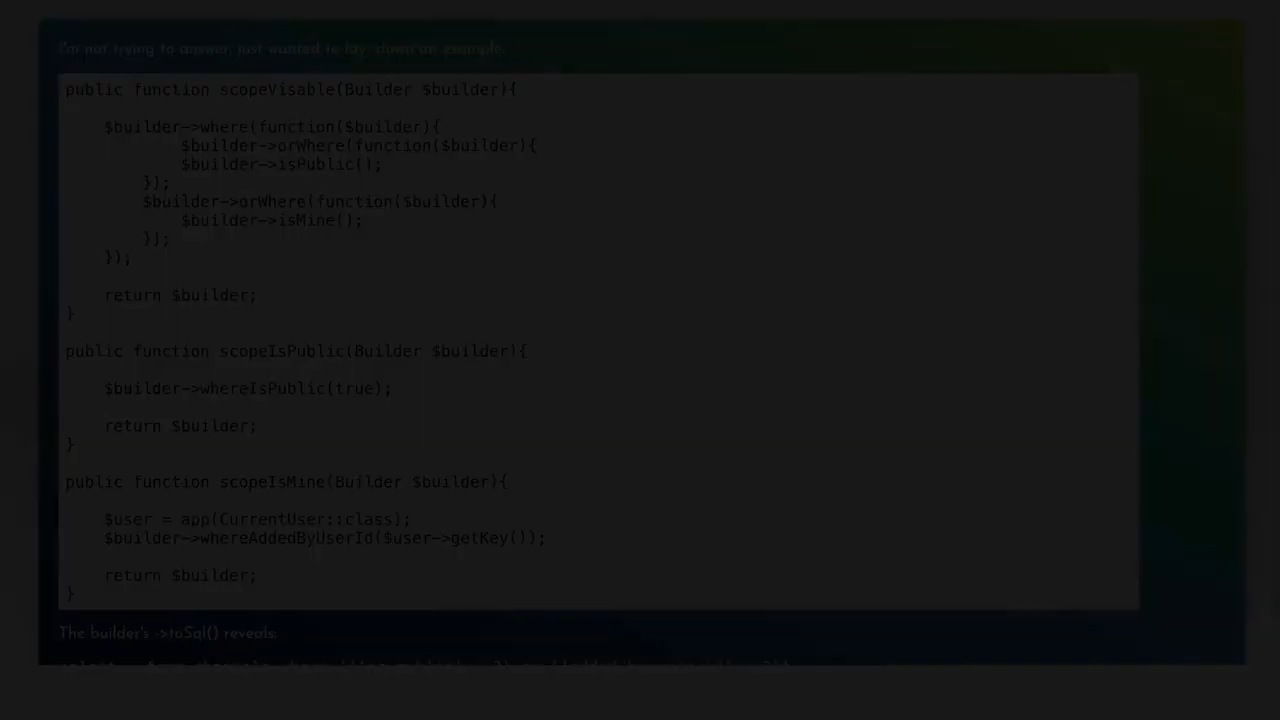 I'm not trying to answer, just wanted to lay down an example.
public function scopeVisable(Builder $builder){
$builder->where(function($builder){
$builder->orWhere(function($builder){
$builder->isPublic();
});
$builder->orWhere(function($builder){
$builder->isMine();
});
});
return $builder;
}
public function scopeIsPublic(Builder $builder){
$builder->whereIsPublic(true);
return $builder;
}
public function scopeIsMine(Builder $builder){
$user = app(CurrentUser::class);
$builder->whereAddedByUserId($user->getKey());
return $builder;
}
The builder's ->toSql() reveals: